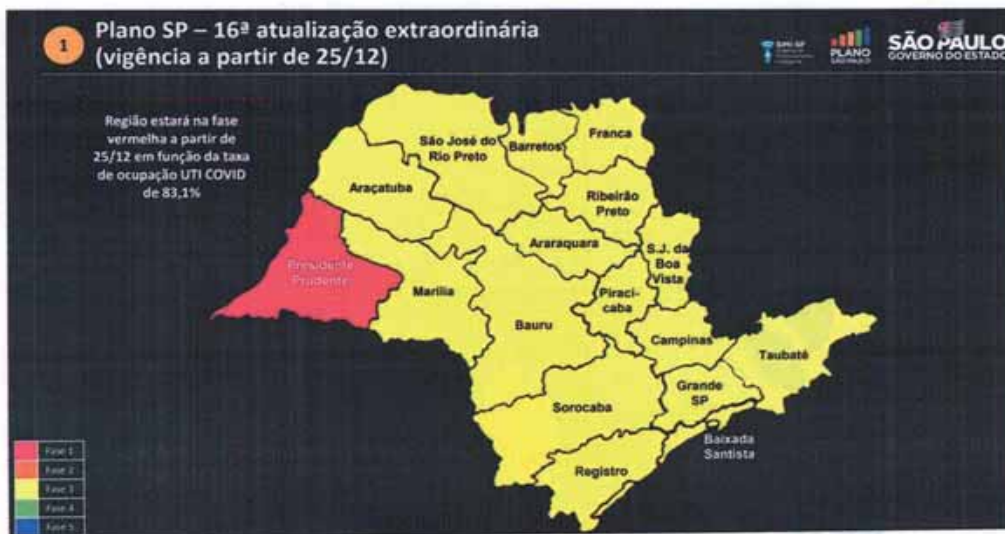 1
Plano SP – 16ª atualização extraordinária
(vigência a partir de 25/12)
PLANO
SÃO PAULO
SÃO PAULO
GOVERNO DO ESTADO
Região estará na fase
vermelha a partir de
25/12 em função da taxa
de ocupação UTI COVID
de 83,1%
São José do
Rio Preto
Barretos
Franca
Araçatuba
Ribeirão
Preto
Araraquara
S.J. da
Boa
Vista
Presidente
Prudente
Marília
Bauru
Piraci-
caba
Campinas
Taubaté
Grande
SP
Sorocaba
Baixada
Santista
Registro
Fase 1
Fase 2
Fase 3
Fase 4
Fase 5